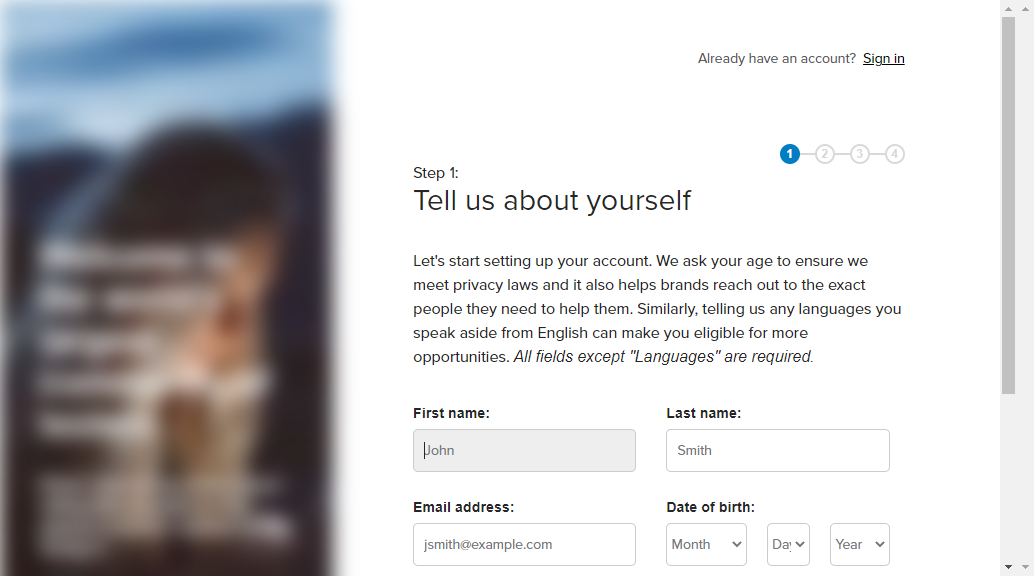 Already have an account? Sign in
1 2 3 4
Step 1:
Tell us about yourself
Let's start setting up your account. We ask your age to ensure we
meet privacy laws and it also helps brands reach out to the exact
people they need to help them. Similarly, telling us any languages you
speak aside from English can make you eligible for more
opportunities. All fields except "Languages" are required.
First name: Last name:
John Smith
Email address: Date of birth:
jsmith@example.com Month Day Year